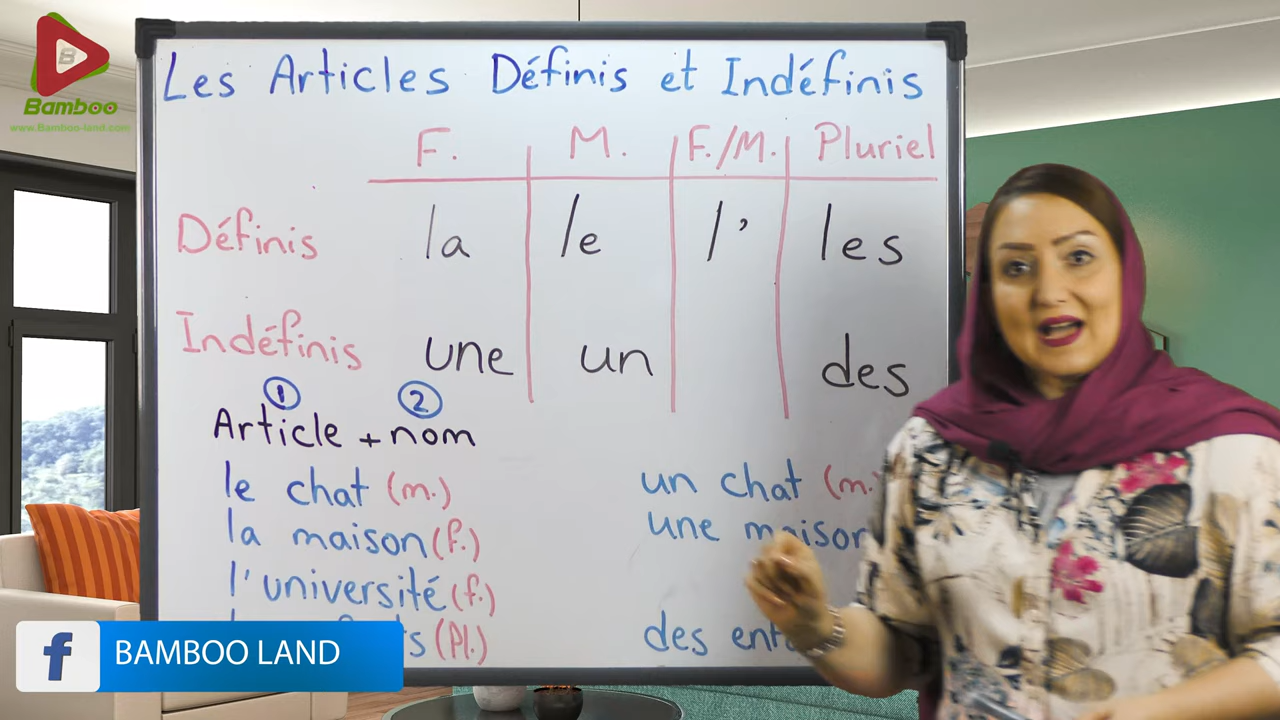 B
Bamboo
www.Bamboo-land.com
Les Articles Définis et Indéfinis
F. M. F./M. Pluriel
Définis la le l' les
Indéfinis une un des
1 2
Article + nom
le chat (m.) un chat (m.
la maison (f.) une maison
l'université (f.)
(Pl.) des
f BAMBOO LAND